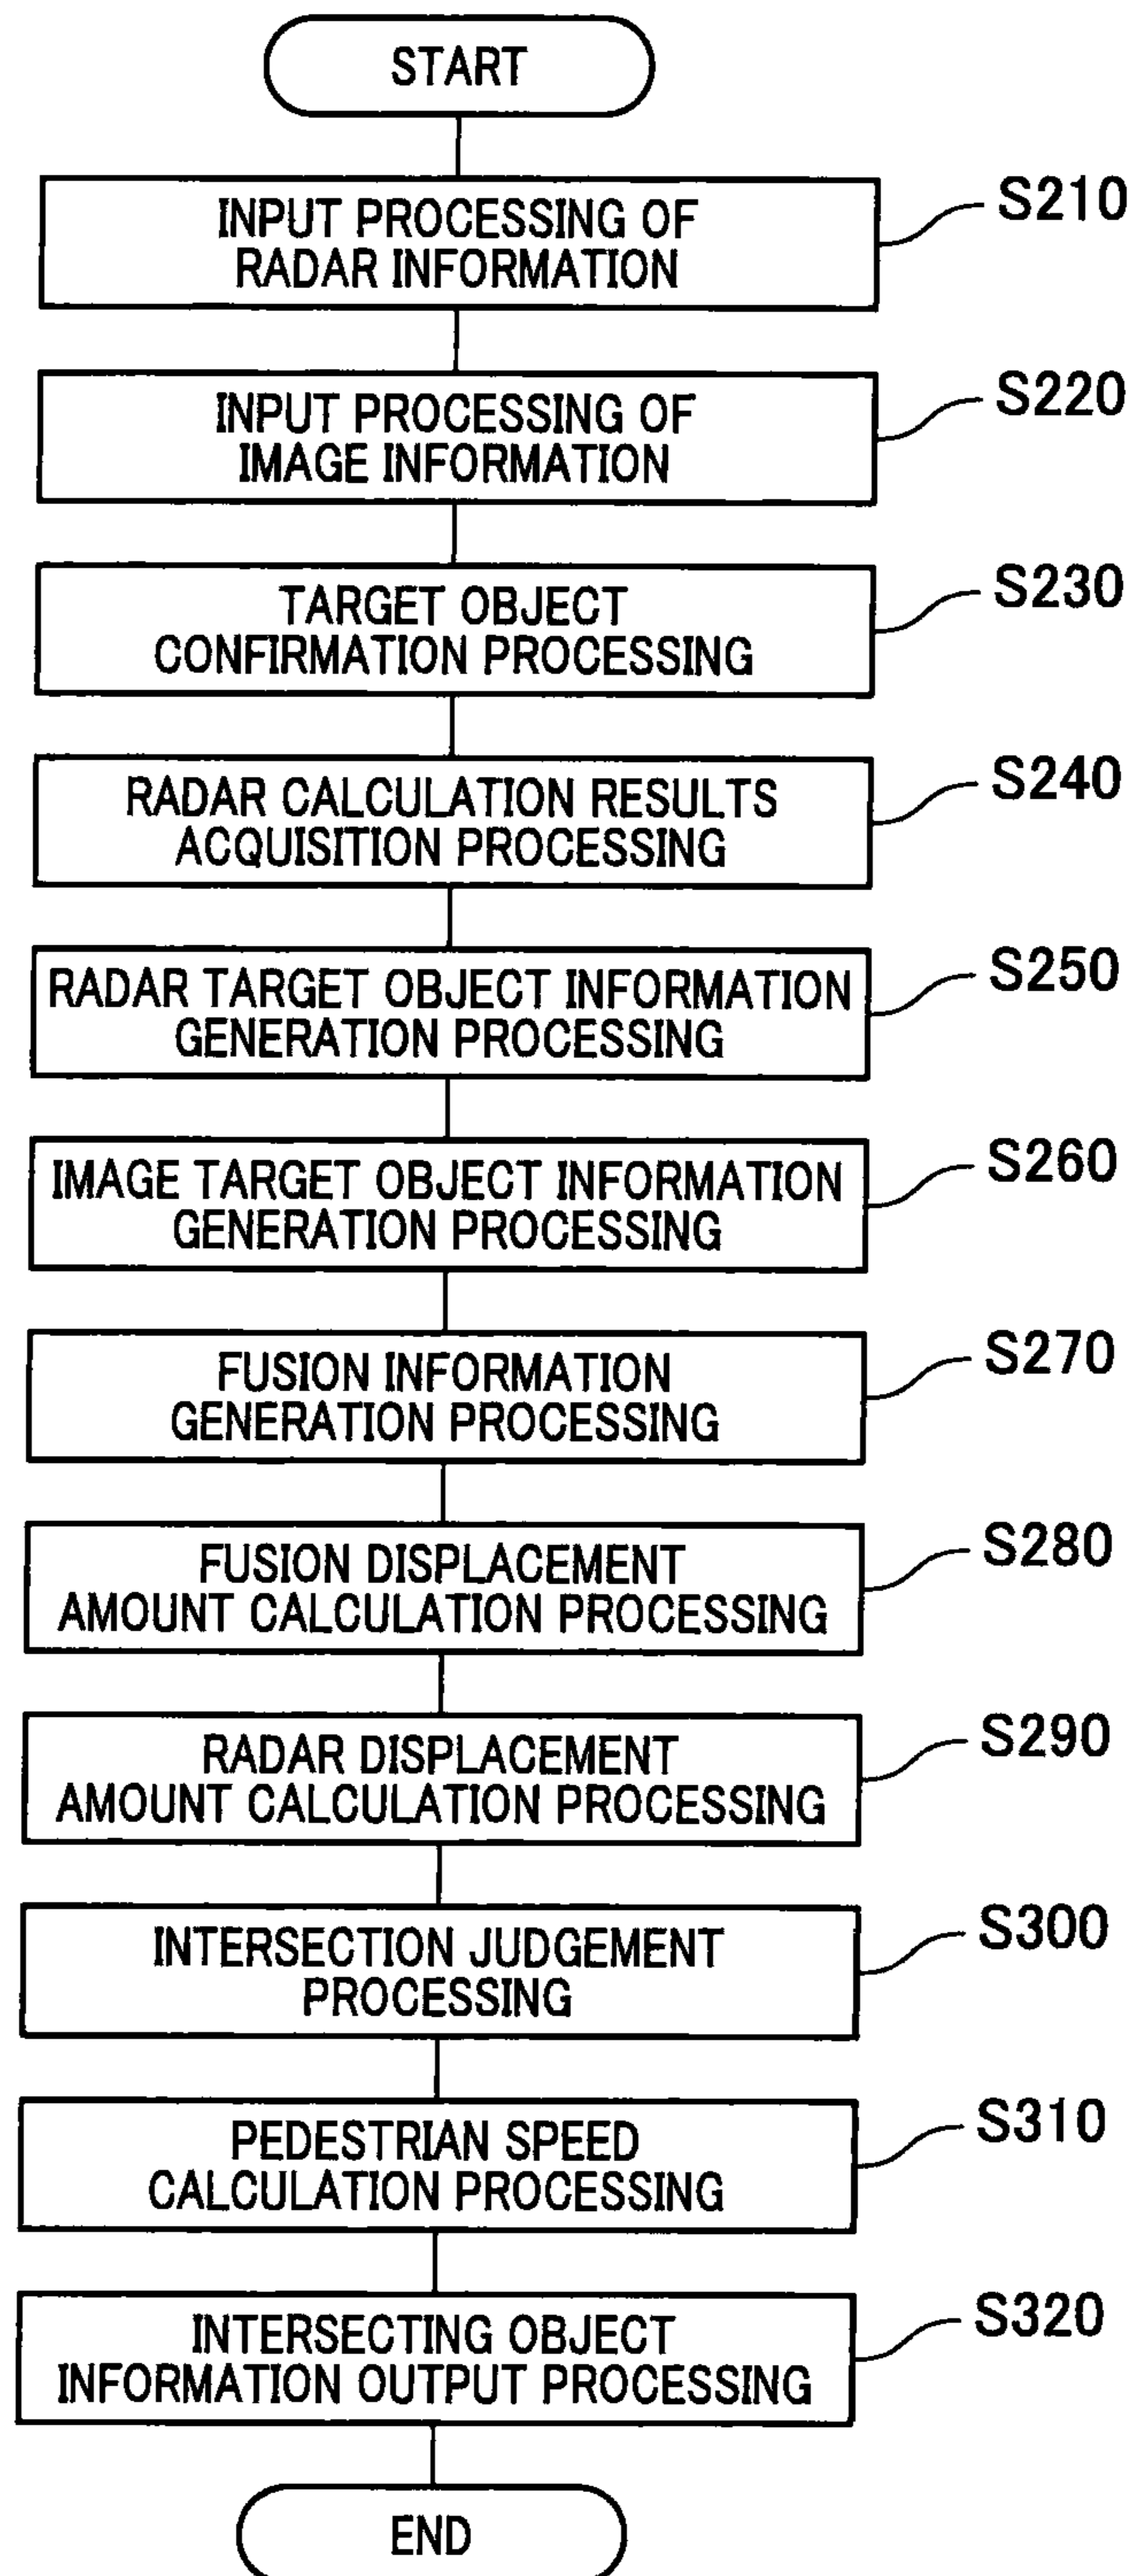 START
INPUT PROCESSING OF
RADAR INFORMATION
S210
INPUT PROCESSING OF
IMAGE INFORMATION
S220
TARGET OBJECT
CONFIRMATION PROCESSING
S230
RADAR CALCULATION RESULTS
ACQUISITION PROCESSING
S240
RADAR TARGET OBJECT INFORMATION
GENERATION PROCESSING
S250
IMAGE TARGET OBJECT INFORMATION
GENERATION PROCESSING
S260
FUSION INFORMATION
GENERATION PROCESSING
S270
FUSION DISPLACEMENT
AMOUNT CALCULATION PROCESSING
S280
RADAR DISPLACEMENT
AMOUNT CALCULATION PROCESSING
S290
INTERSECTION JUDGEMENT
PROCESSING
S300
PEDESTRIAN SPEED
CALCULATION PROCESSING
S310
INTERSECTING OBJECT
INFORMATION OUTPUT PROCESSING
S320
END